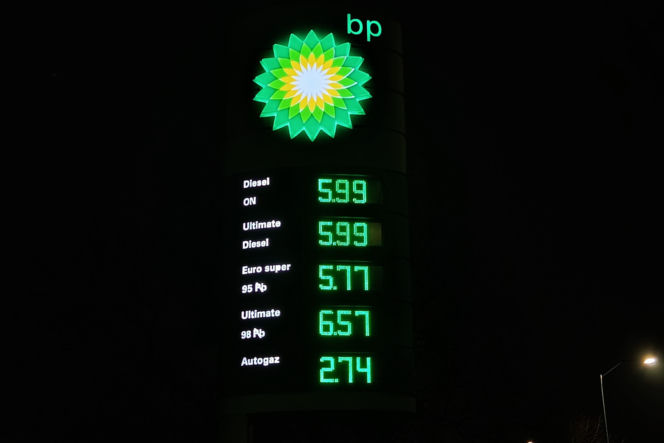 bp
Diesel 5.99
ON
Ultimate 5.99
Diesel
Euro super 5.77
95 Pb
Ultimate 6.57
98 Pb
Autogaz 2.74